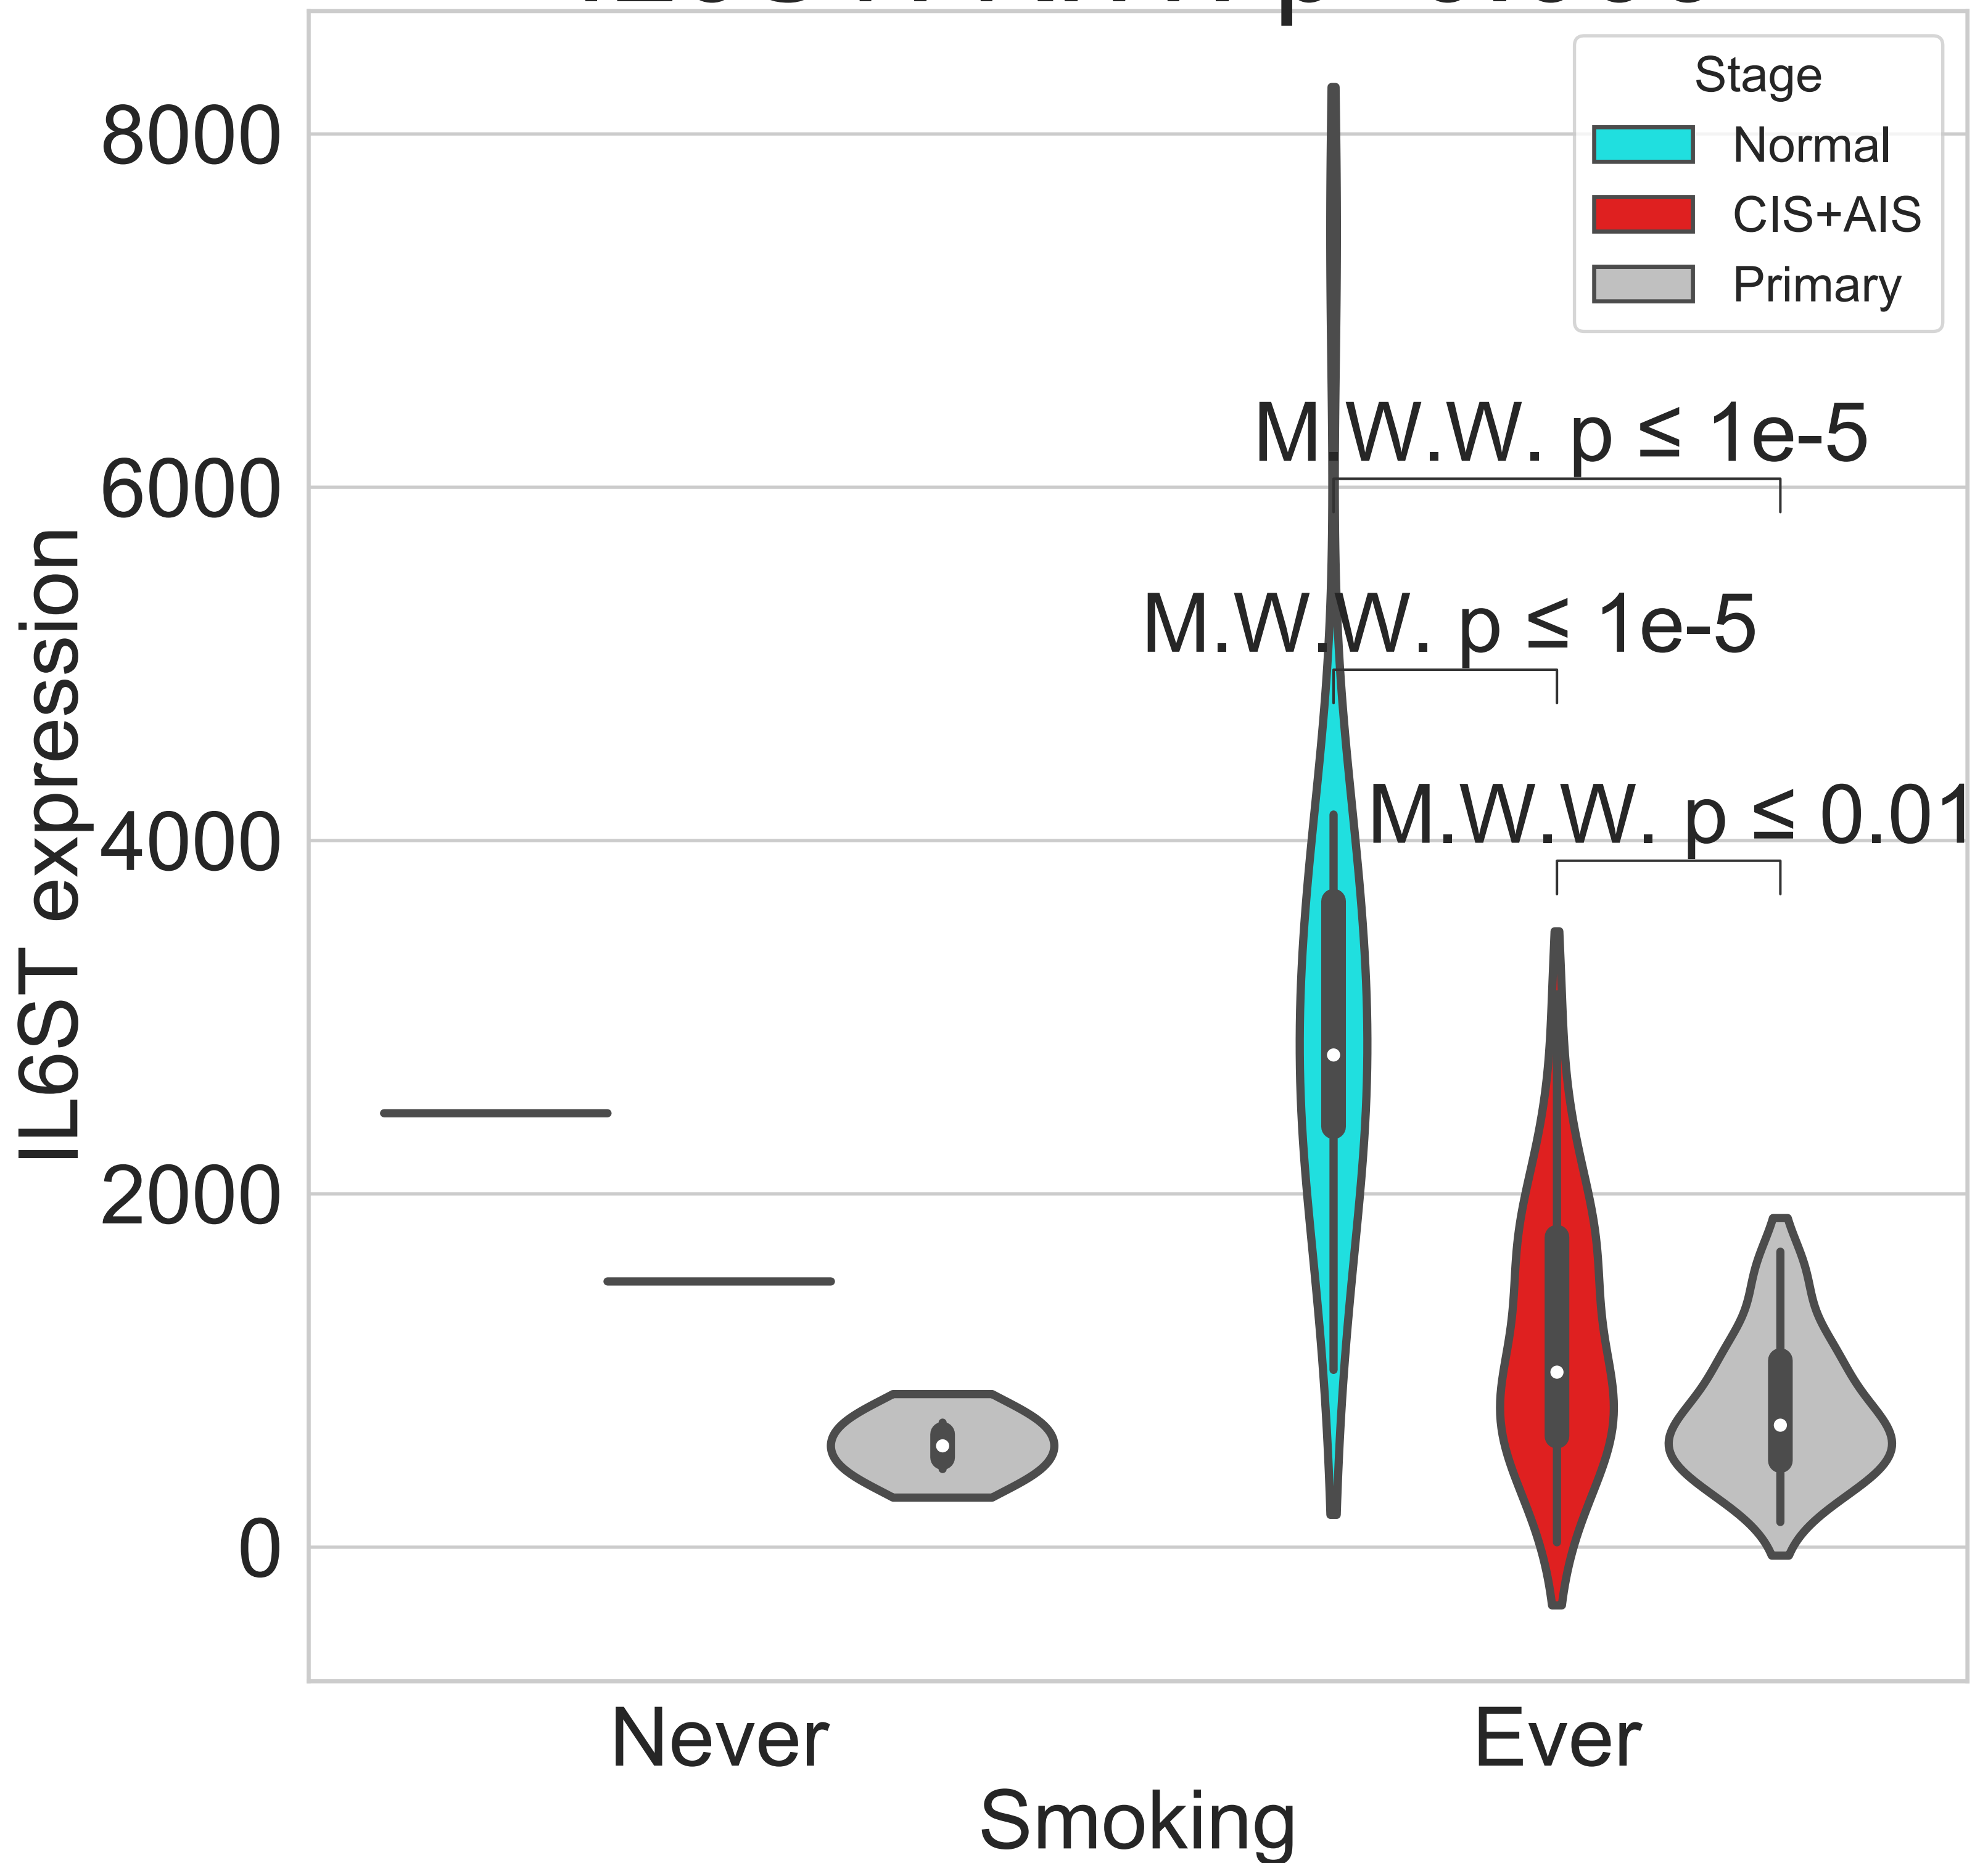 Stage
Normal
CIS+AIS
Primary
8000
6000
4000
2000
0
IL6ST expression
M.W.W. p ≤ 1e-5
M.W.W. p ≤ 1e-5
M.W.W. p ≤ 0.01
Never
Ever
Smoking